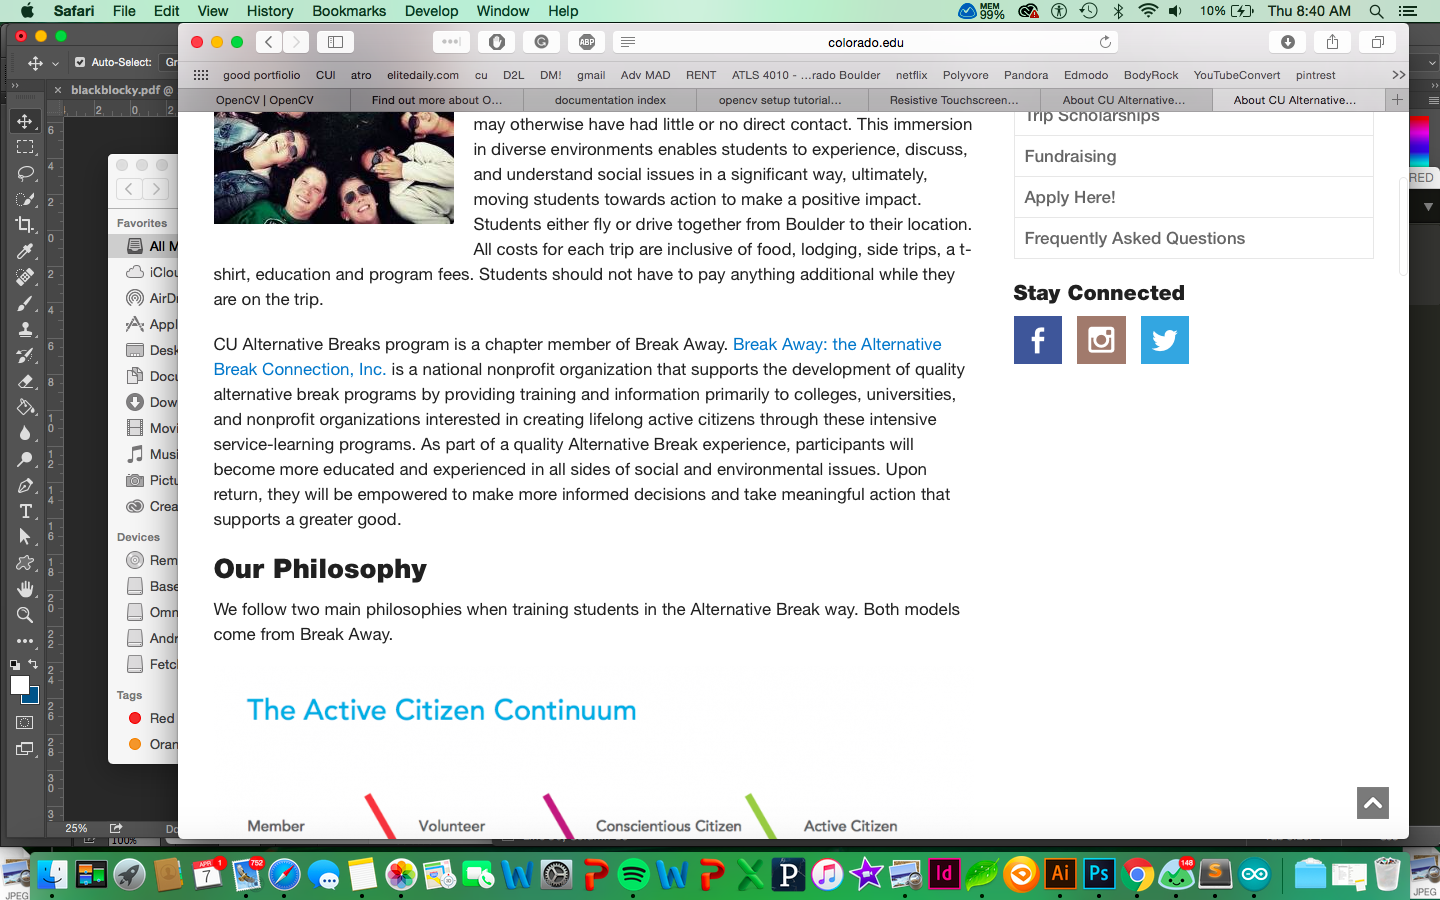 Safari File Edit View History Bookmarks Develop Window Help
MEM 99% 10% Thu 8:40 AM
Auto-Select: Gr
blackblocky.pdf @
colorado.edu
ABP
good portfolio CUI atro elitedaily.com cu D2L DM! gmail Adv MAD RENT ATLS 4010 - ...rado Boulder netflix Polyvore Pandora Edmodo BodyRock YouTubeConvert pintrest
OpenCV | OpenCV Find out more about O... documentation index opencv setup tutorial... Resistive Touchscreen... About CU Alternative... About CU Alternative...
may otherwise have had little or no direct contact. This immersion
in diverse environments enables students to experience, discuss,
and understand social issues in a significant way, ultimately,
moving students towards action to make a positive impact.
Students either fly or drive together from Boulder to their location.
All costs for each trip are inclusive of food, lodging, side trips, a t-
shirt, education and program fees. Students should not have to pay anything additional while they
are on the trip.
CU Alternative Breaks program is a chapter member of Break Away. Break Away: the Alternative
Break Connection, Inc. is a national nonprofit organization that supports the development of quality
alternative break programs by providing training and information primarily to colleges, universities,
and nonprofit organizations interested in creating lifelong active citizens through these intensive
service-learning programs. As part of a quality Alternative Break experience, participants will
become more educated and experienced in all sides of social and environmental issues. Upon
return, they will be empowered to make more informed decisions and take meaningful action that
supports a greater good.
Our Philosophy
We follow two main philosophies when training students in the Alternative Break way. Both models
come from Break Away.
The Active Citizen Continuum
Member Volunteer Conscientious Citizen Active Citizen
Trip Scholarships
Fundraising
Apply Here!
Frequently Asked Questions
Stay Connected
Favorites
All M
iClou
AirDr
Appl
Desk
Docu
Dow
Movi
Musi
Pictu
Crea
Devices
Rem
Base
Omn
Andr
Fetch
Tags
Red
Oran
RED
25% Do
100%
JPEG
APR 7
1
752
148
Id
Ai
Ps
JPEG